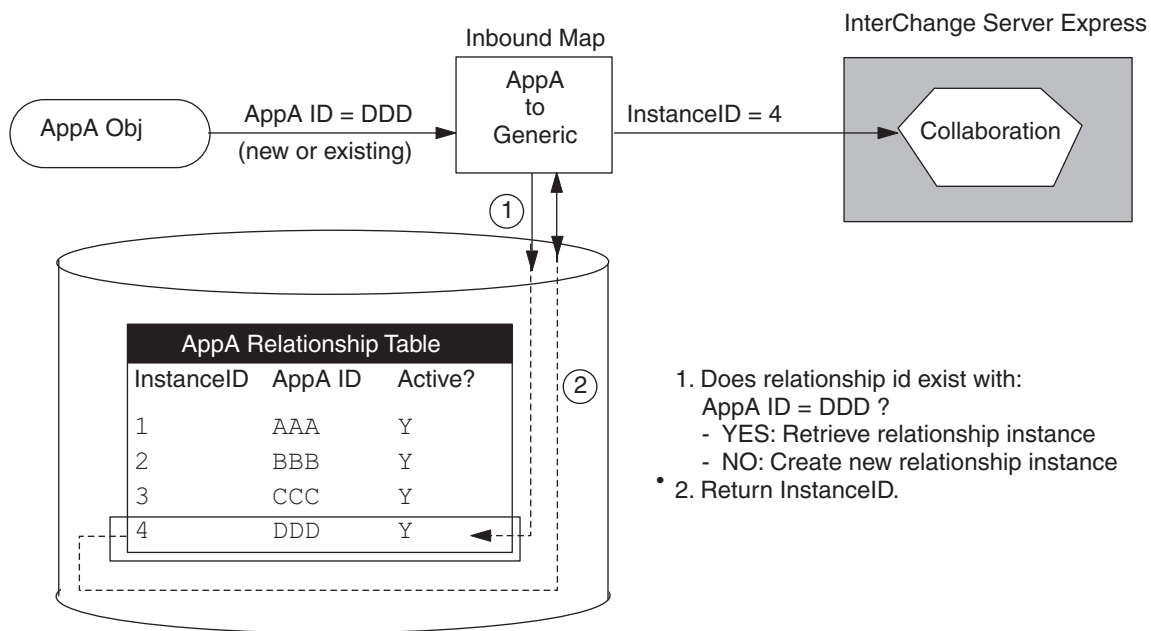 InterChange Server Express
Inbound Map
AppA Obj
AppA ID = DDD
(new or existing)
AppA
to
Generic
InstanceID = 4
Collaboration
1
AppA Relationship Table
InstanceID AppA ID Active?
1 AAA Y
2 BBB Y
3 CCC Y
4 DDD Y
2
1. Does relationship id exist with:
AppA ID = DDD ?
- YES: Retrieve relationship instance
- NO: Create new relationship instance
• 2. Return InstanceID.